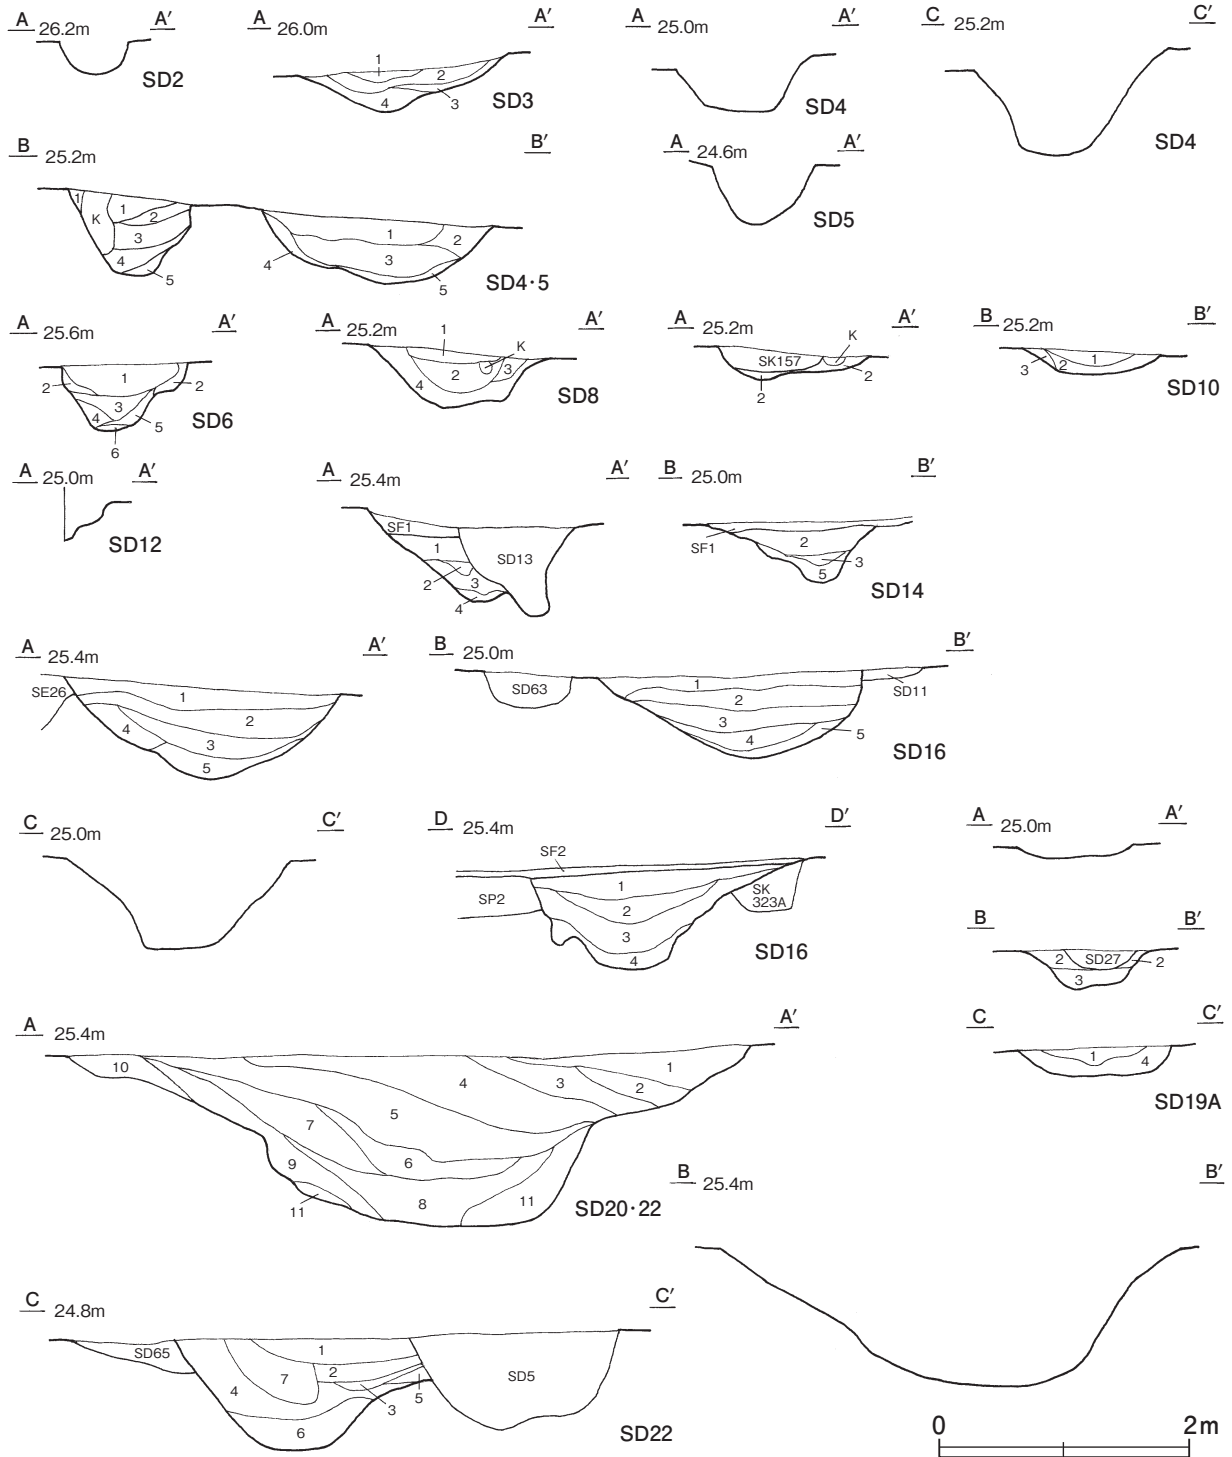 A 26.2m A′
SD2
A 26.0m A′
1
2
3
4
SD3
A 25.0m A′
SD4
C 25.2m C′
SD4
B 25.2m B′
1
K
1
2
3
4
5
1
2
3
4
5
SD4・5
A 24.6m A′
SD5
A 25.6m A′
1
2
2
3
4
5
6
SD6
A 25.2m A′
1
K
2
3
4
SD8
A 25.2m A′
K
SK157
2
2
B 25.2m B′
1
2
3
SD10
A 25.0m A′
SD12
A 25.4m A′
SF1
SD13
1
2
3
4
B 25.0m B′
SF1
2
3
5
SD14
A 25.4m A′
SE26
1
2
3
4
5
B 25.0m B′
SD63
1
2
3
4
5
SD11
SD16
C 25.0m C′
D 25.4m D′
SF2
SP2
1
2
3
4
SK
323A
SD16
A 25.0m A′
B B′
2 SD27 2
3
C C′
1
4
SD19A
A 25.4m A′
10
1
2
3
4
5
6
7
8
9
11
11
SD20・22
B 25.4m B′
C 24.8m C′
SD65
1
2
3
4
5
6
7
SD5
SD22
0 2m